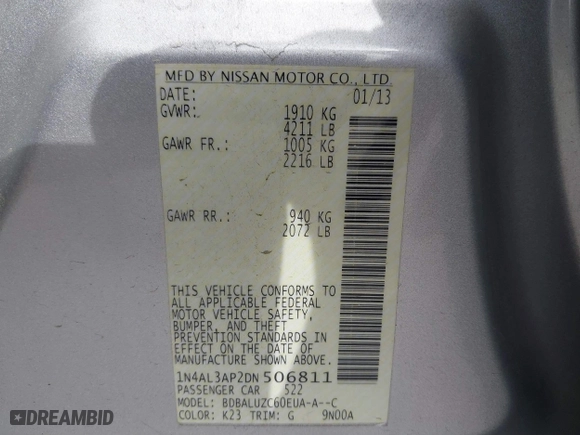 MFD BY NISSAN MOTOR CO., LTD.
DATE: 01/13
GVWR: 1910 KG
4211 LB
GAWR FR.: 1005 KG
2216 LB
GAWR RR.: 940 KG
2072 LB
THIS VEHICLE CONFORMS TO
ALL APPLICABLE FEDERAL
MOTOR VEHICLE SAFETY,
BUMPER, AND THEFT
PREVENTION STANDARDS IN
EFFECT ON THE DATE OF
MANUFACTURE SHOWN ABOVE.
1N4AL3AP2DN506811
PASSENGER CAR 522
MODEL: BDBALUZC60EUA-A--C
COLOR: K23 TRIM: G 9N00A
DREAMBID